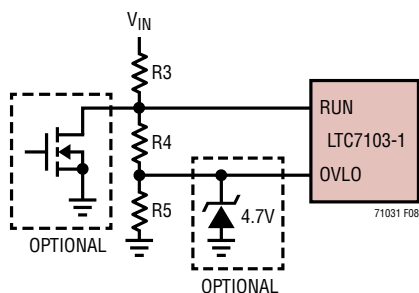 VIN
R3
RUN
R4
LTC7103-1
OVLO
R5
4.7V
71031 F08
OPTIONAL
OPTIONAL